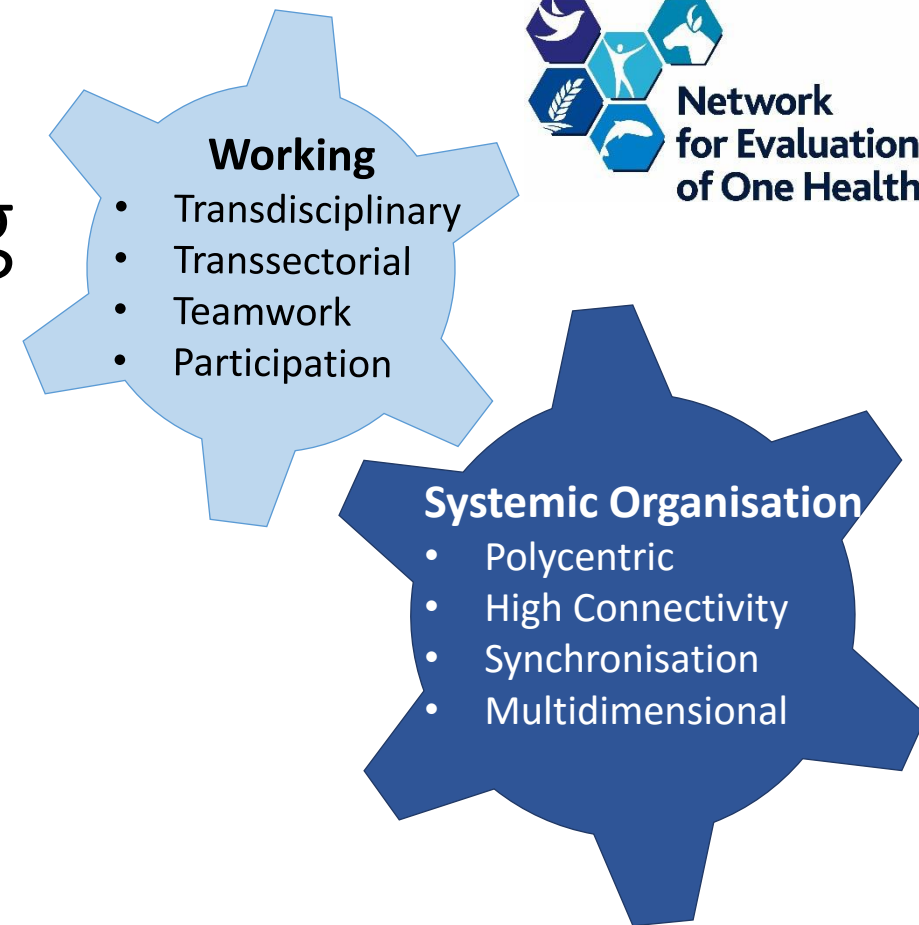 Network
for Evaluation
of One Health
g
Working
• Transdisciplinary
• Transsectorial
• Teamwork
• Participation
Systemic Organisation
• Polycentric
• High Connectivity
• Synchronisation
• Multidimensional